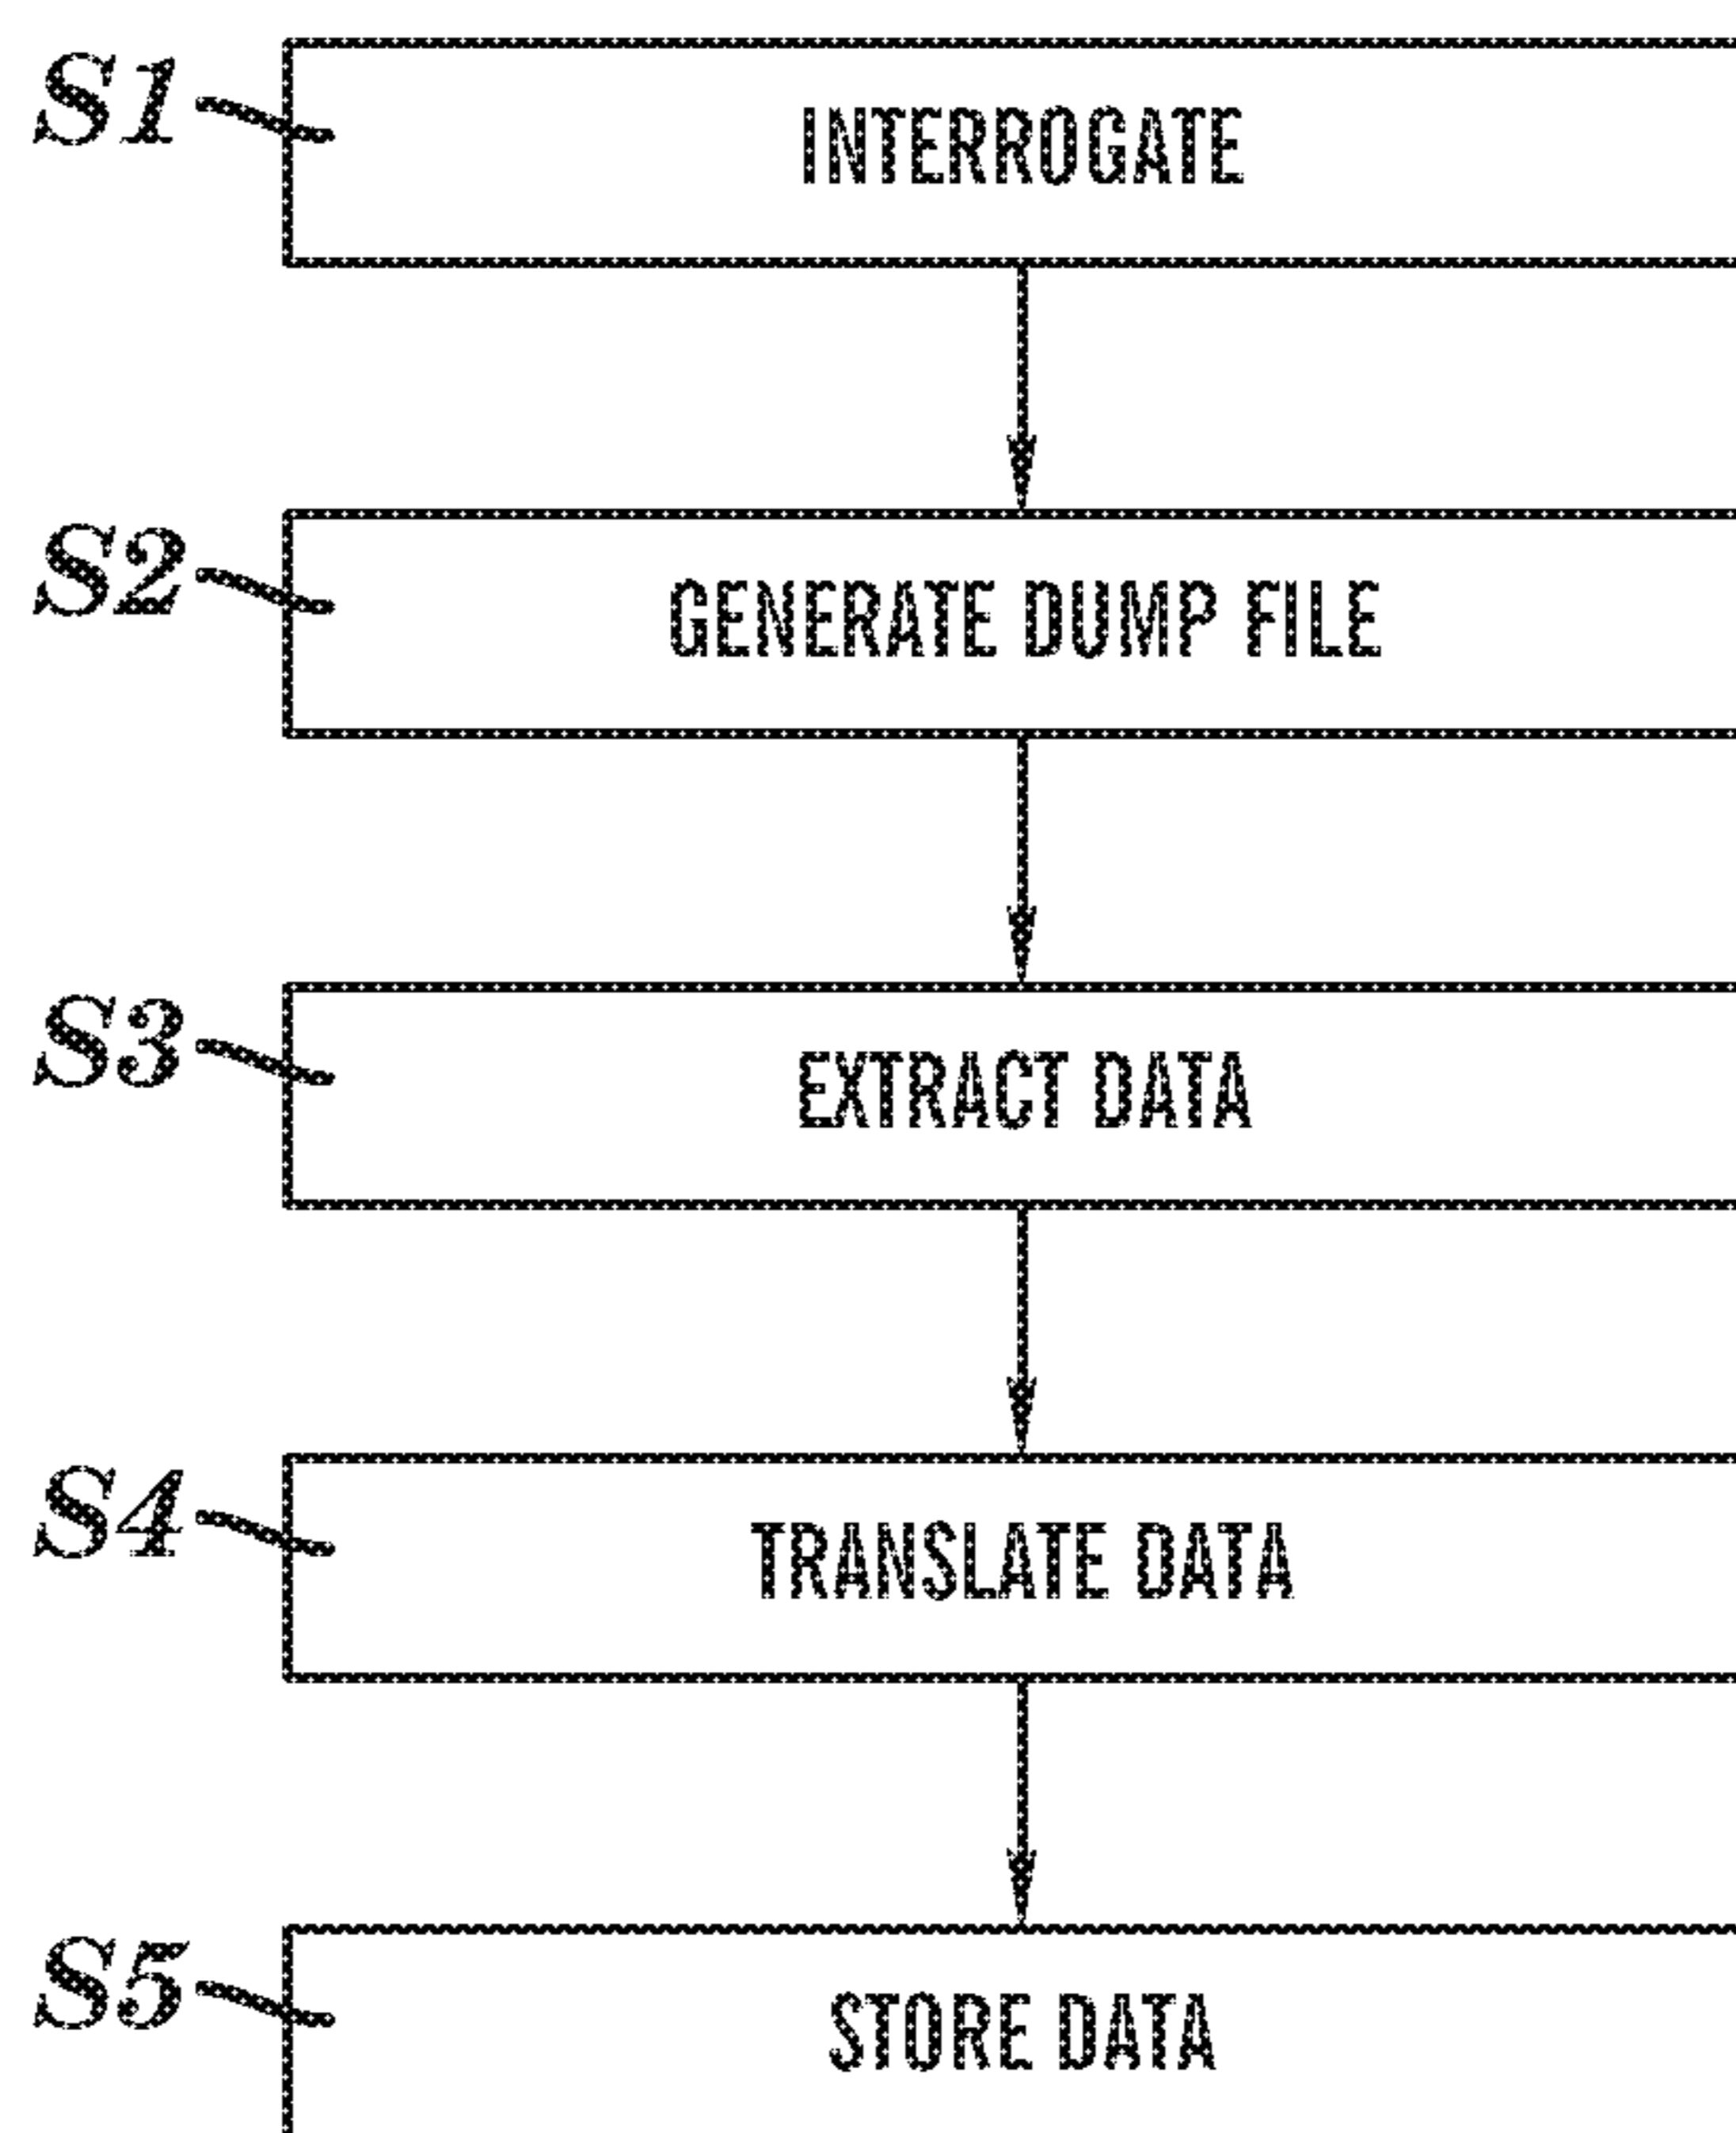 S1 INTERROGATE
S2 GENERATE DUMP FILE
S3 EXTRACT DATA
S4 TRANSLATE DATA
S5 STORE DATA